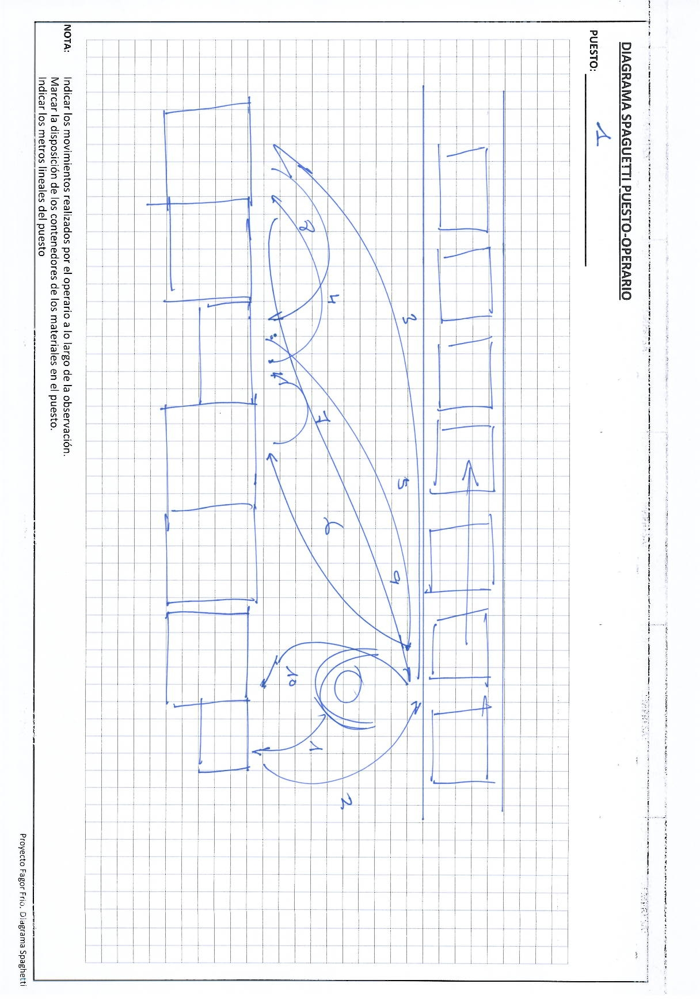 DIAGRAMA SPAGUETTI PUESTO-OPERARIO
PUESTO: 1
3
2
4
5
7
6
9
10
1
2
NOTA: Indicar los movimientos realizados por el operario a lo largo de la observación.
Marcar la disposición de los contenedores de los materiales en el puesto.
Indicar los metros lineales del puesto
Proyecto Fagor Frio. Diagrama Spaghetti